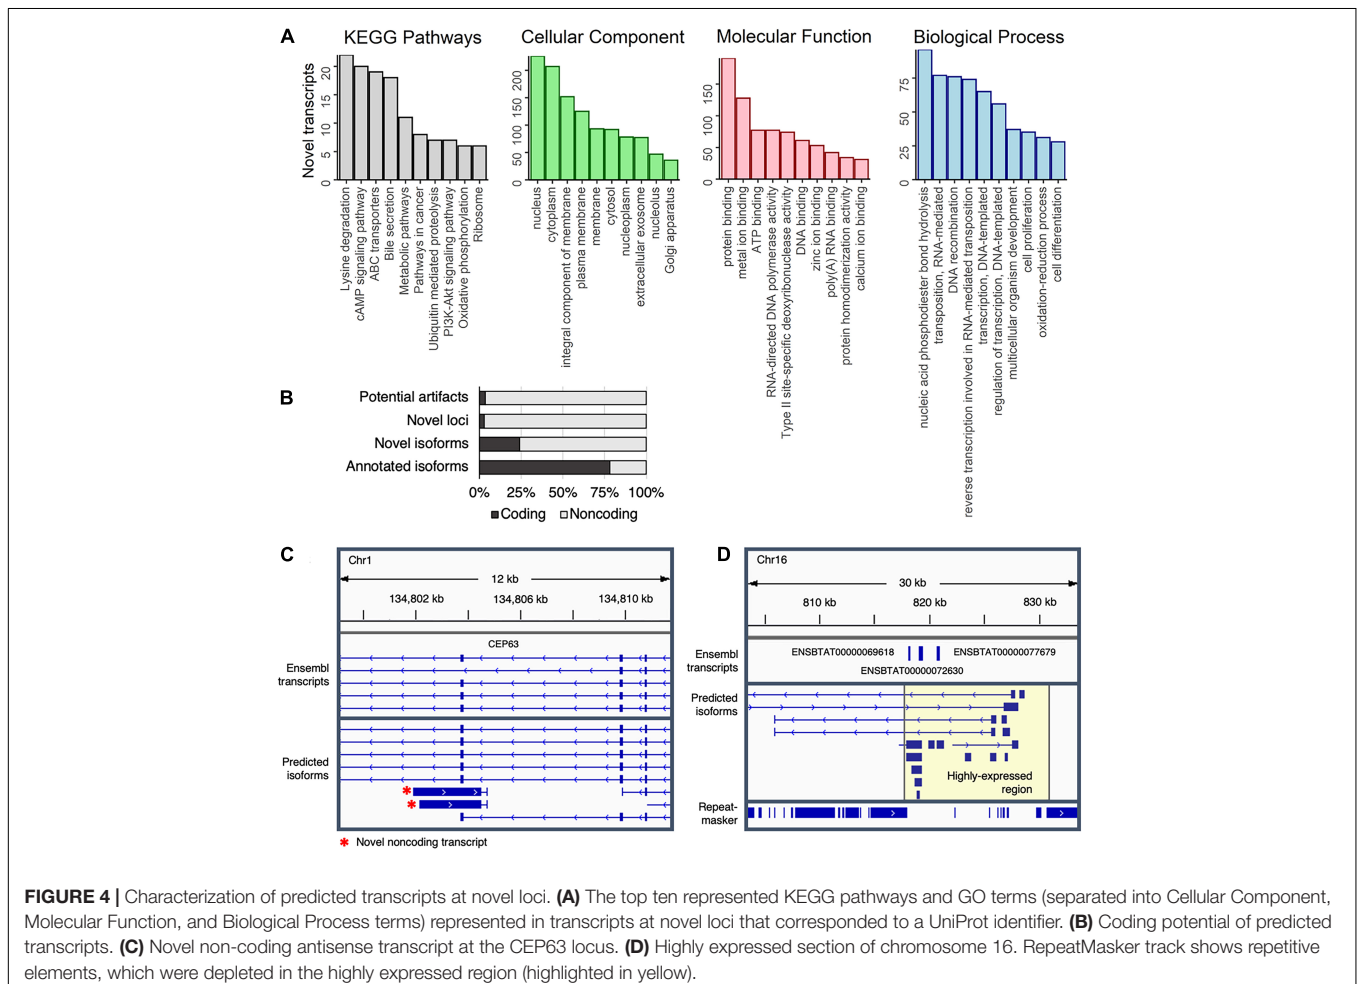 A
KEGG Pathways
Cellular Component
Molecular Function
Biological Process
Novel transcripts
0
5
10
15
20
Lysine degradation
cAMP signaling pathway
ABC transporters
Bile secretion
Metabolic pathways
Pathways in cancer
Ubiquitin mediated proteolysis
PI3K-Akt signaling pathway
Oxidative phosphorylation
Ribosome
0
50
100
150
200
nucleus
cytoplasm
integral component of membrane
plasma membrane
membrane
cytosol
nucleoplasm
extracellular exosome
nucleolus
Golgi apparatus
0
50
100
150
protein binding
metal ion binding
ATP binding
RNA-directed DNA polymerase activity
Type II site-specific deoxyribonuclease activity
DNA binding
zinc ion binding
poly(A) RNA binding
protein homodimerization activity
calcium ion binding
0
25
50
75
nucleic acid phosphodiester bond hydrolysis
transposition, RNA-mediated
DNA recombination
reverse transcription involved in RNA-mediated transposition
transcription, DNA-templated
regulation of transcription, DNA-templated
multicellular organism development
cell proliferation
oxidation-reduction process
cell differentiation
B
Potential artifacts
Novel loci
Novel isoforms
Annotated isoforms
0% 25% 50% 75% 100%
Coding Noncoding
C
Chr1
12 kb
134,802 kb 134,806 kb 134,810 kb
CEP63
Ensembl
transcripts
Predicted
isoforms
*
*
* Novel noncoding transcript
D
Chr16
30 kb
810 kb 820 kb 830 kb
Ensembl
transcripts
ENSBTAT00000069618 ENSBTAT00000077679
ENSBTAT00000072630
Predicted
isoforms
Highly-expressed
region
Repeat-
masker
FIGURE 4 | Characterization of predicted transcripts at novel loci. (A) The top ten represented KEGG pathways and GO terms (separated into Cellular Component,
Molecular Function, and Biological Process terms) represented in transcripts at novel loci that corresponded to a UniProt identifier. (B) Coding potential of predicted
transcripts. (C) Novel non-coding antisense transcript at the CEP63 locus. (D) Highly expressed section of chromosome 16. RepeatMasker track shows repetitive
elements, which were depleted in the highly expressed region (highlighted in yellow).